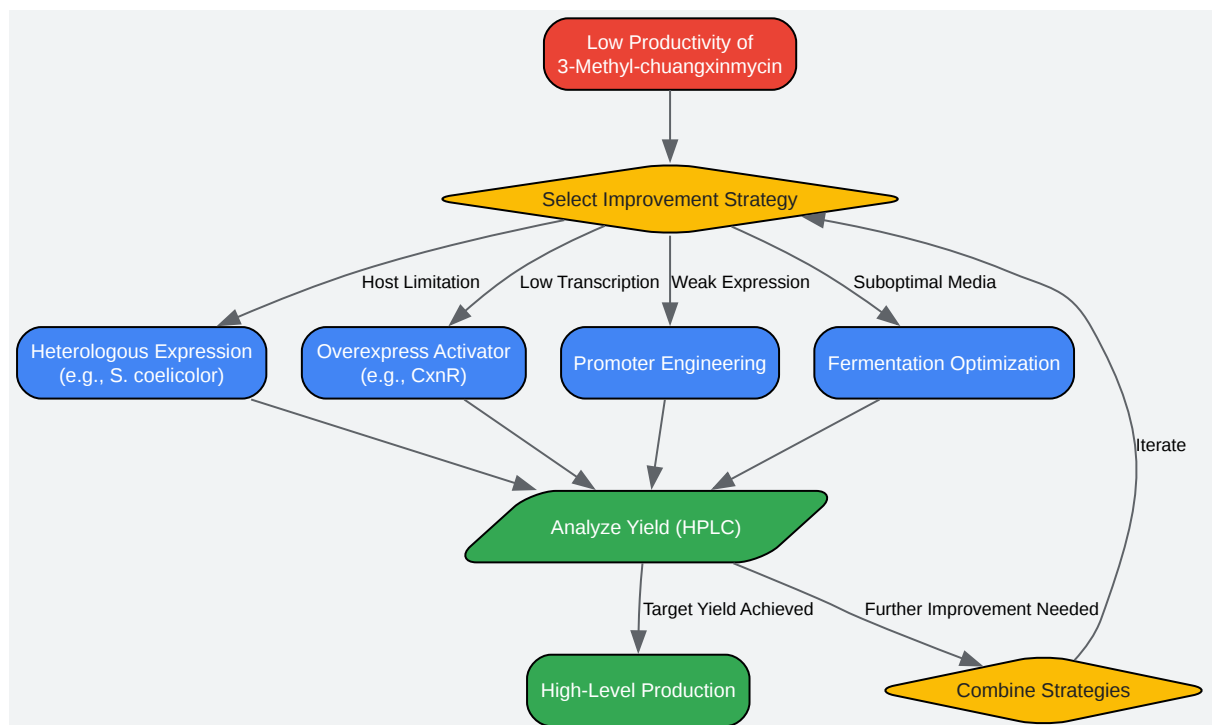 Low Productivity of
3-Methyl-chuangxinmycin
Select Improvement Strategy
Host Limitation
Low Transcription
Weak Expression
Suboptimal Media
Heterologous Expression
(e.g., S. coelicolor)
Overexpress Activator
(e.g., CxnR)
Promoter Engineering
Fermentation Optimization
Iterate
Analyze Yield (HPLC)
Target Yield Achieved
Further Improvement Needed
High-Level Production
Combine Strategies